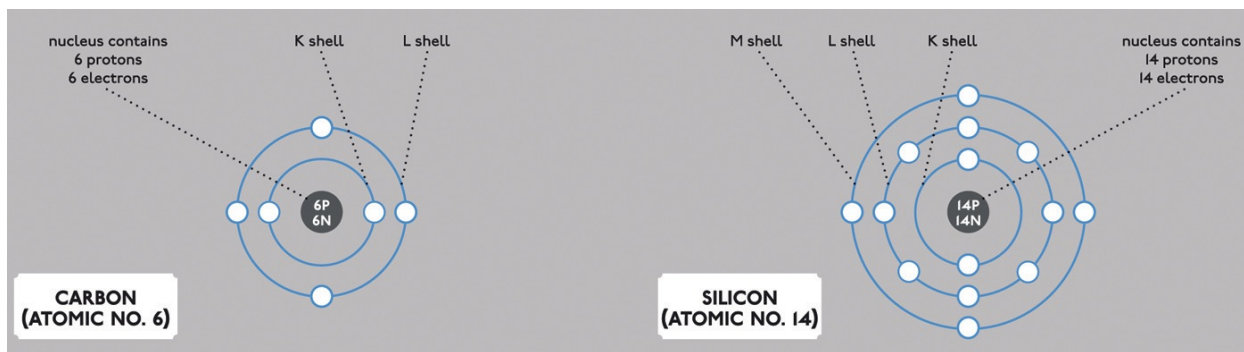 nucleus contains
6 protons
6 electrons
K shell
L shell
6P
6N
CARBON
(ATOMIC NO. 6)
M shell
L shell
K shell
nucleus contains
14 protons
14 electrons
14P
14N
SILICON
(ATOMIC NO. 14)